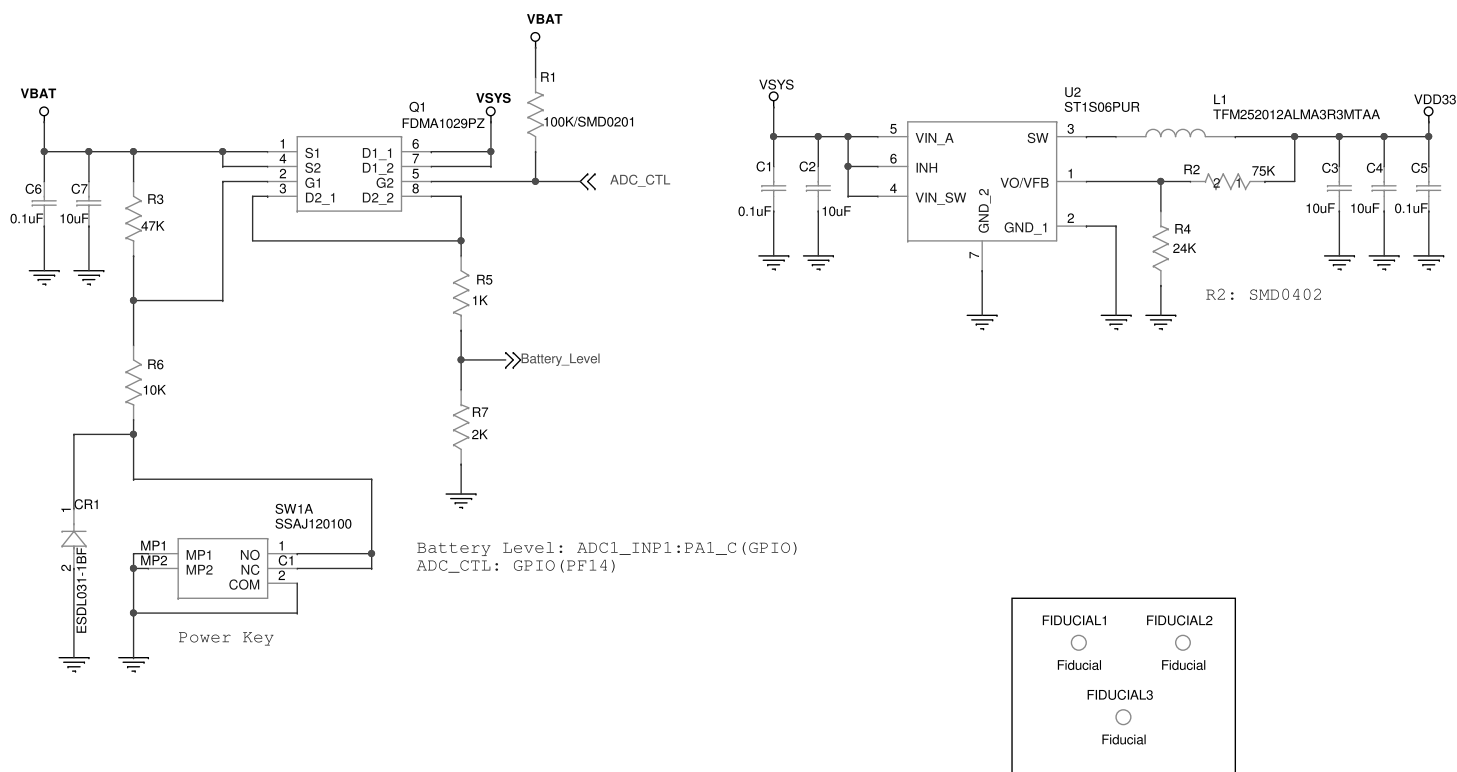 VBAT
R1
100K/SMD0201
VBAT
Q1
FDMA1029PZ
VSYS
1
4
2
3
S1
S2
G1
D2_1
D1_1
D1_2
G2
D2_2
6
7
5
8
ADC_CTL
C6
0.1uF
C7
10uF
R3
47K
R5
1K
Battery_Level
R6
10K
R7
2K
1
CR1
2
ESDL031-1BF
SW1A
SSAJ120100
MP1
MP2
MP1
MP2
NO
NC
COM
1
C1
2
Power Key
Battery Level: ADC1_INP1:PA1_C(GPIO)
ADC_CTL: GPIO(PF14)
VSYS
U2
ST1S06PUR
L1
TFM252012ALMA3R3MTAA
VDD33
5
6
4
VIN_A
INH
VIN_SW
GND_2
SW
VO/VFB
GND_1
3
1
2
7
C1
0.1uF
C2
10uF
R2
2
1
75K
R4
24K
C3
10uF
C4
10uF
C5
0.1uF
R2: SMD0402
FIDUCIAL1
Fiducial
FIDUCIAL2
Fiducial
FIDUCIAL3
Fiducial